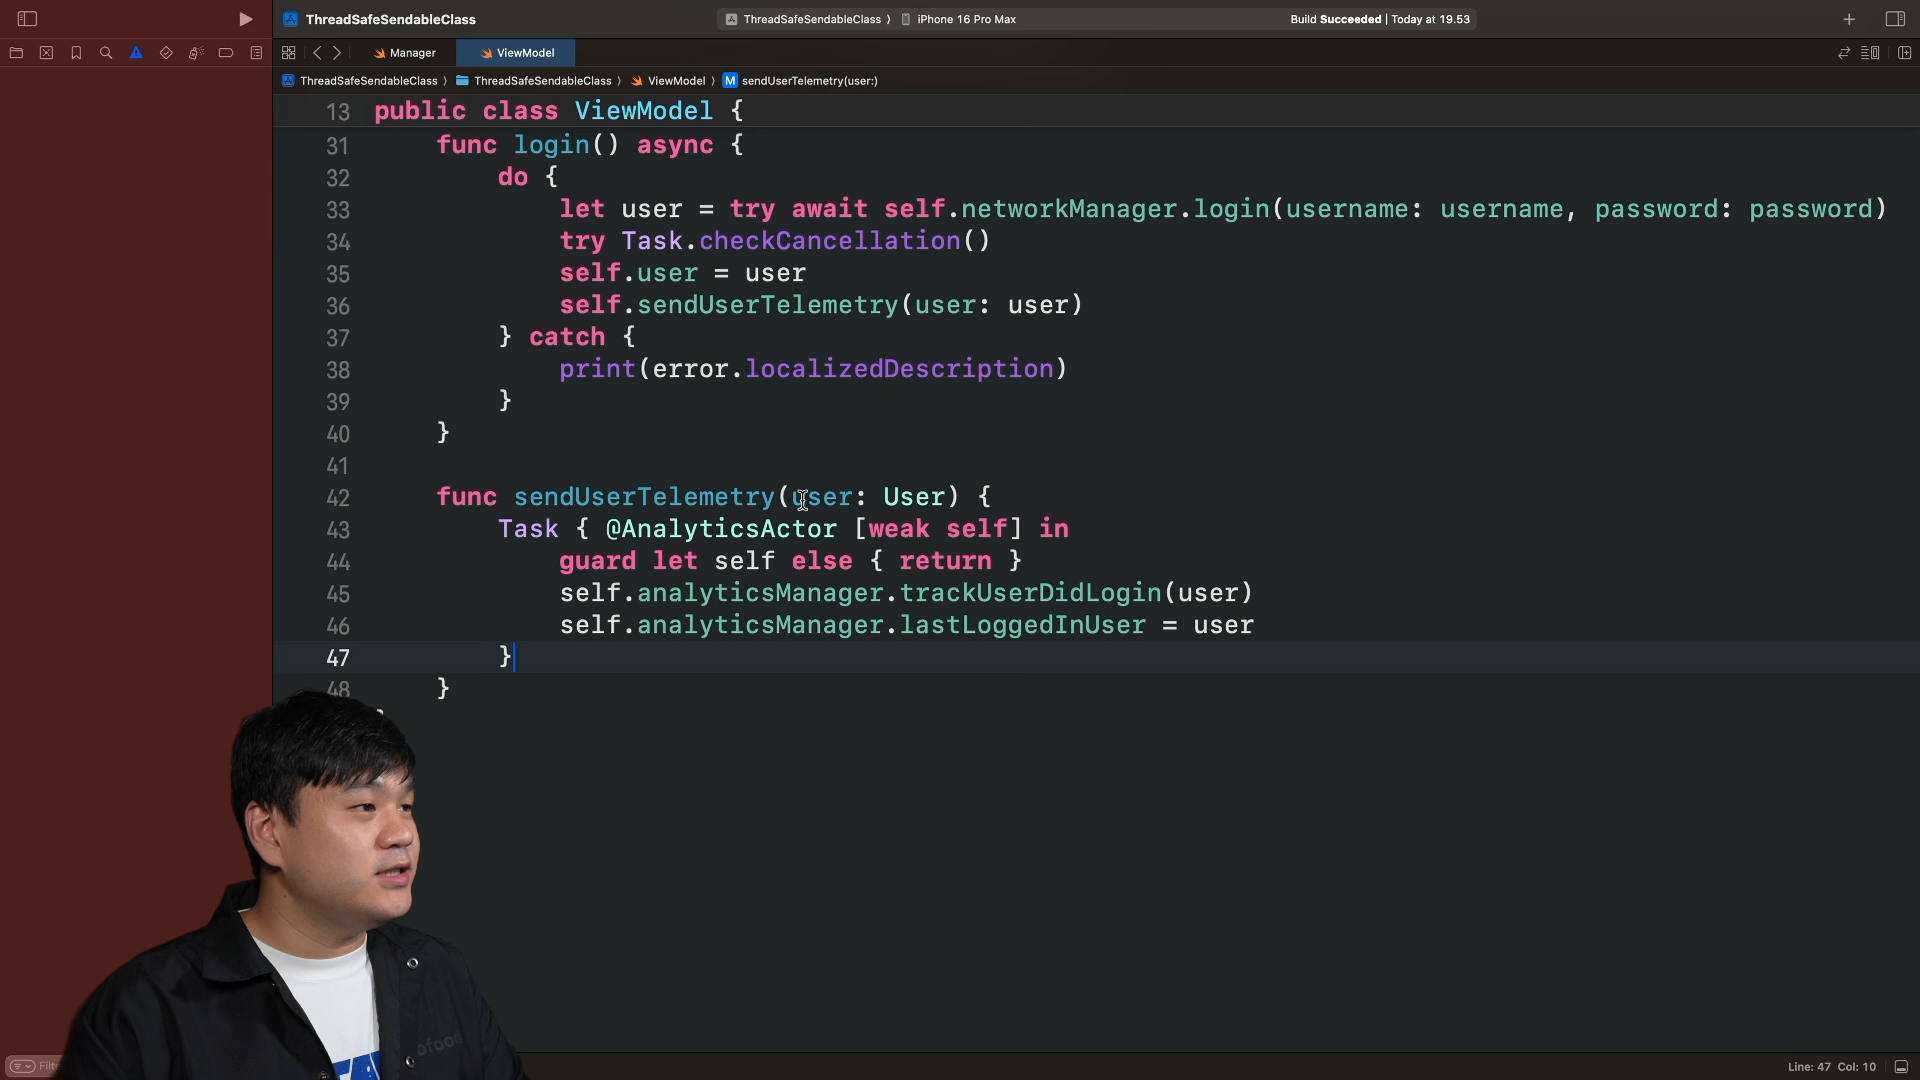 ThreadSafeSendableClass
ThreadSafeSendableClass 〉 iPhone 16 Pro Max
Build Succeeded | Today at 19.53
Manager
ViewModel
ThreadSafeSendableClass 〉 ThreadSafeSendableClass 〉 ViewModel 〉 M sendUserTelemetry(user:)
13 public class ViewModel {
31 func login() async {
32 do {
33 let user = try await self.networkManager.login(username: username, password: password)
34 try Task.checkCancellation()
35 self.user = user
36 self.sendUserTelemetry(user: user)
37 } catch {
38 print(error.localizedDescription)
39 }
40 }
41
42 func sendUserTelemetry(user: User) {
43 Task { @AnalyticsActor [weak self] in
44 guard let self else { return }
45 self.analyticsManager.trackUserDidLogin(user)
46 self.analyticsManager.lastLoggedInUser = user
47 }
48 }
Line: 47 Col: 10